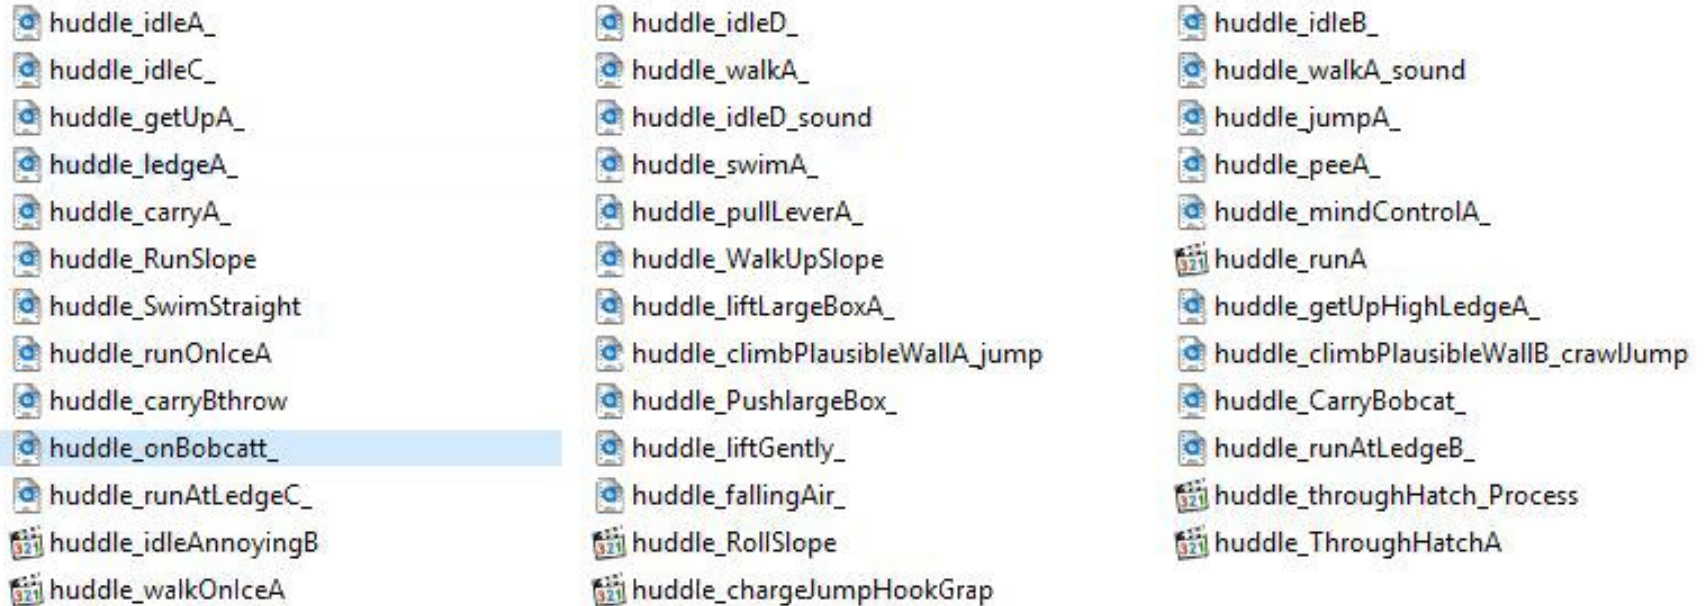 huddle_idleA_ huddle_idleD_ huddle_idleB_
huddle_idleC_ huddle_walkA_ huddle_walkA_sound
huddle_getUpA_ huddle_idleD_sound huddle_jumpA_
huddle_ledgeA_ huddle_swimA_ huddle_peeA_
huddle_carryA_ huddle_pullLeverA_ huddle_mindControlA_
huddle_RunSlope huddle_WalkUpSlope huddle_runA
huddle_SwimStraight huddle_liftLargeBoxA_ huddle_getUpHighLedgeA_
huddle_runOnIceA huddle_climbPlausibleWallA_jump huddle_climbPlausibleWallB_crawlJump
huddle_carryBthrow huddle_PushlargeBox_ huddle_CarryBobcat_
huddle_onBobcatt_ huddle_liftGently_ huddle_runAtLedgeB_
huddle_runAtLedgeC_ huddle_fallingAir_ huddle_throughHatch_Process
huddle_idleAnnoyingB huddle_RollSlope huddle_ThroughHatchA
huddle_walkOnIceA huddle_chargeJumpHookGrap